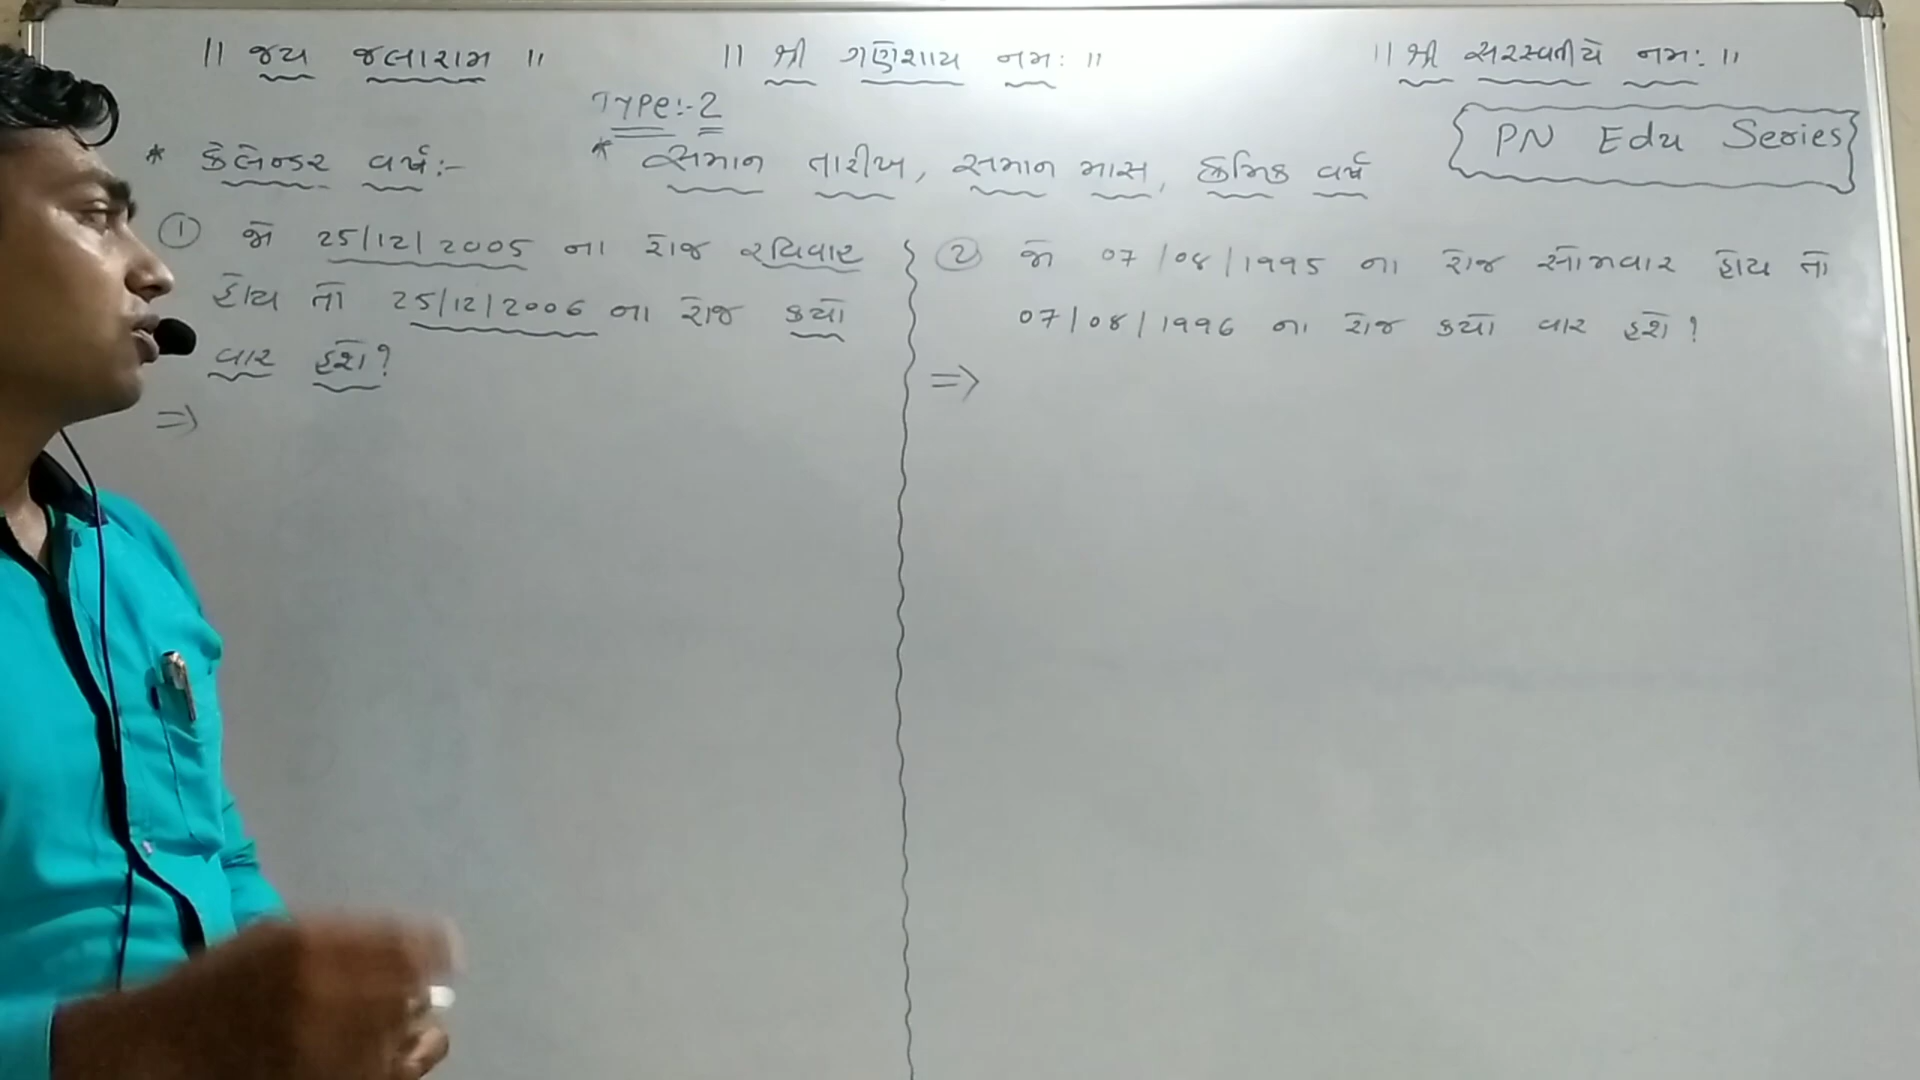 ॥ જય જલારામ ॥
॥ શ્રી ગણેશાય નમઃ ॥
॥ શ્રી સરસ્વતીયે નમઃ ॥
Type:-2
PN Edu Series
* કેલેન્ડર વર્ષ:-
* સમાન તારીખ, સમાન માસ, ક્રમિક વર્ષ
① જો 25/12/2005 ના રોજ રવિવાર
હોય તો 25/12/2006 ના રોજ કયો
વાર હશે?
⇒
② જો 07/08/1995 ના રોજ સોમવાર હોય તો
07/08/1996 ના રોજ કયો વાર હશે?
⇒